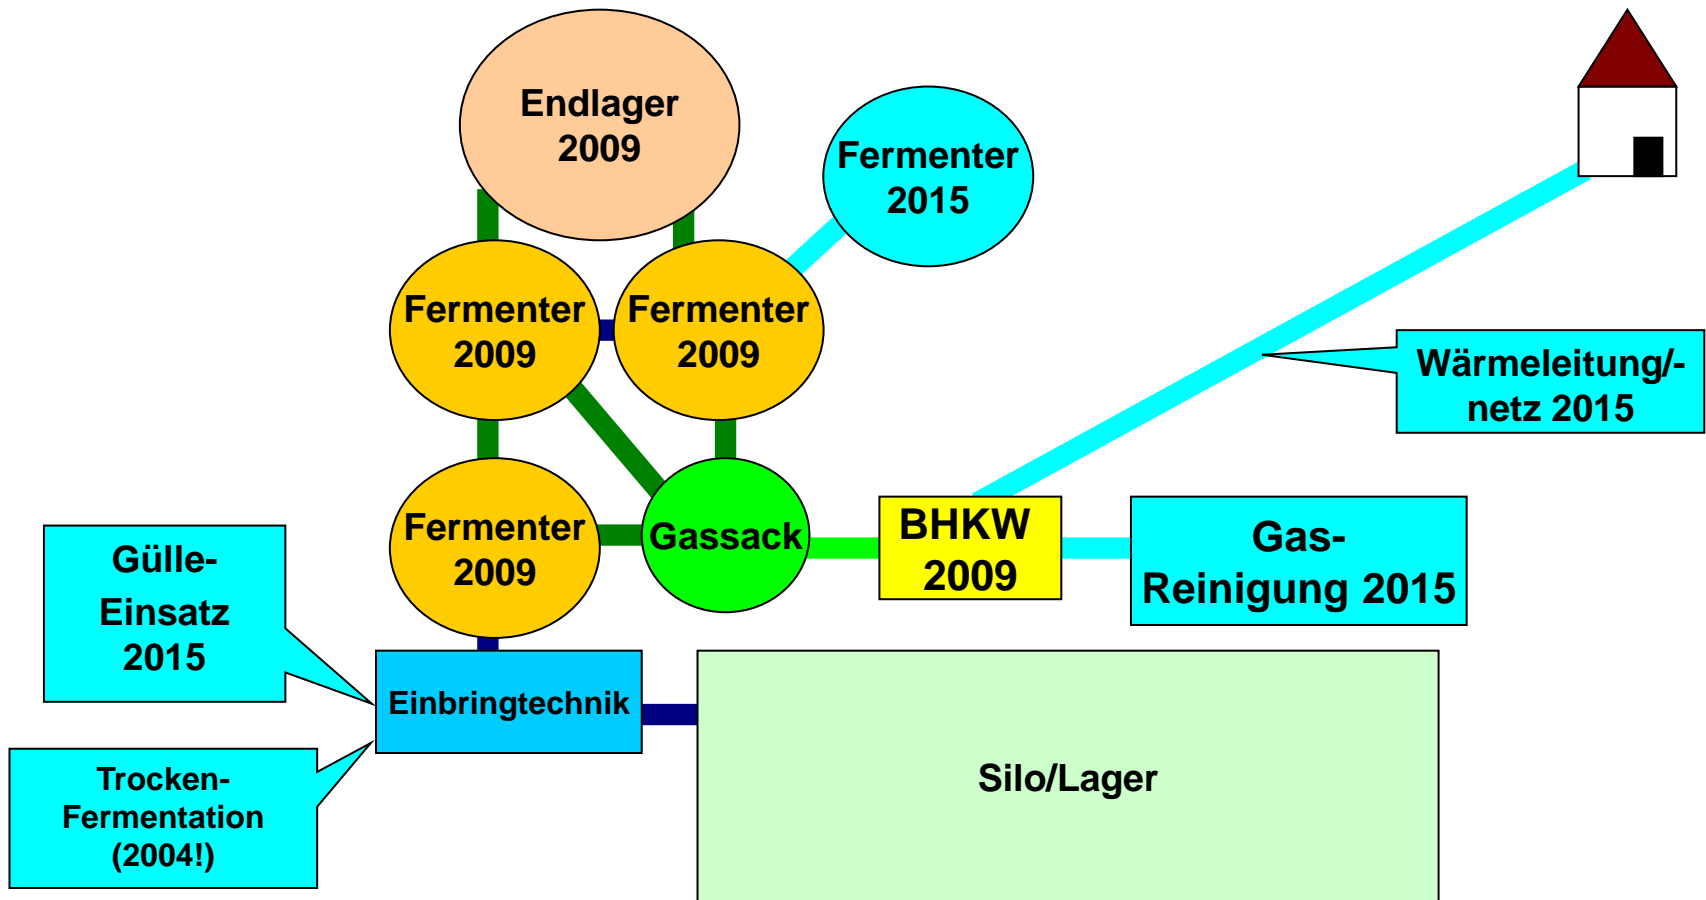 Endlager
2009
Fermenter
2015
Fermenter
2009
Fermenter
2009
Wärmeleitung/-
netz 2015
Fermenter
2009
Gassack
BHKW
2009
Gas-
Reinigung 2015
Gülle-
Einsatz
2015
Einbringtechnik
Trocken-
Fermentation
(2004!)
Silo/Lager